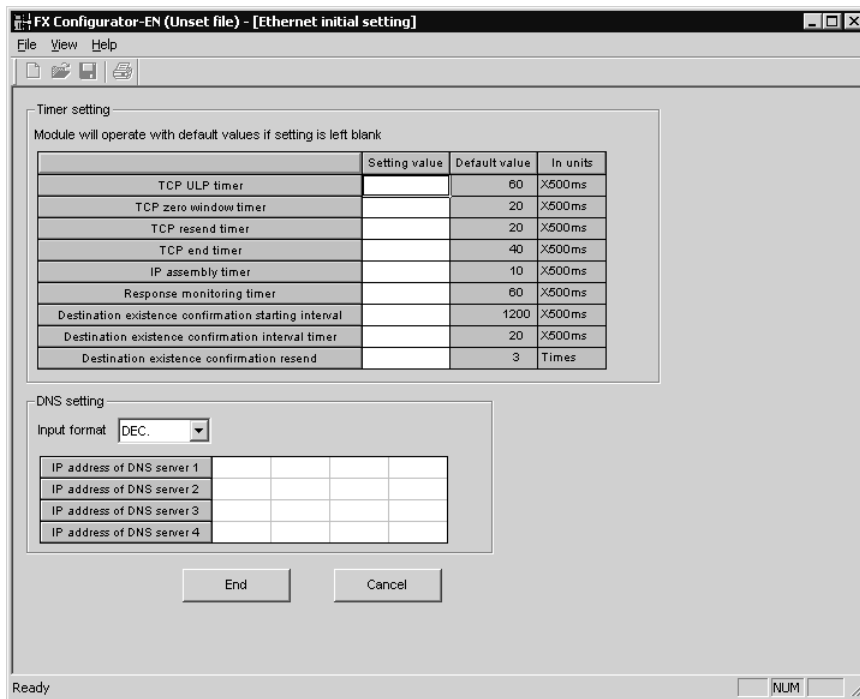 FX Configurator-EN (Unset file) - [Ethernet initial setting]
File View Help
Timer setting
Module will operate with default values if setting is left blank
Setting value Default value In units
TCP ULP timer 60 X500ms
TCP zero window timer 20 X500ms
TCP resend timer 20 X500ms
TCP end timer 40 X500ms
IP assembly timer 10 X500ms
Response monitoring timer 60 X500ms
Destination existence confirmation starting interval 1200 X500ms
Destination existence confirmation interval timer 20 X500ms
Destination existence confirmation resend 3 Times
DNS setting
Input format DEC.
IP address of DNS server 1
IP address of DNS server 2
IP address of DNS server 3
IP address of DNS server 4
End Cancel
Ready NUM